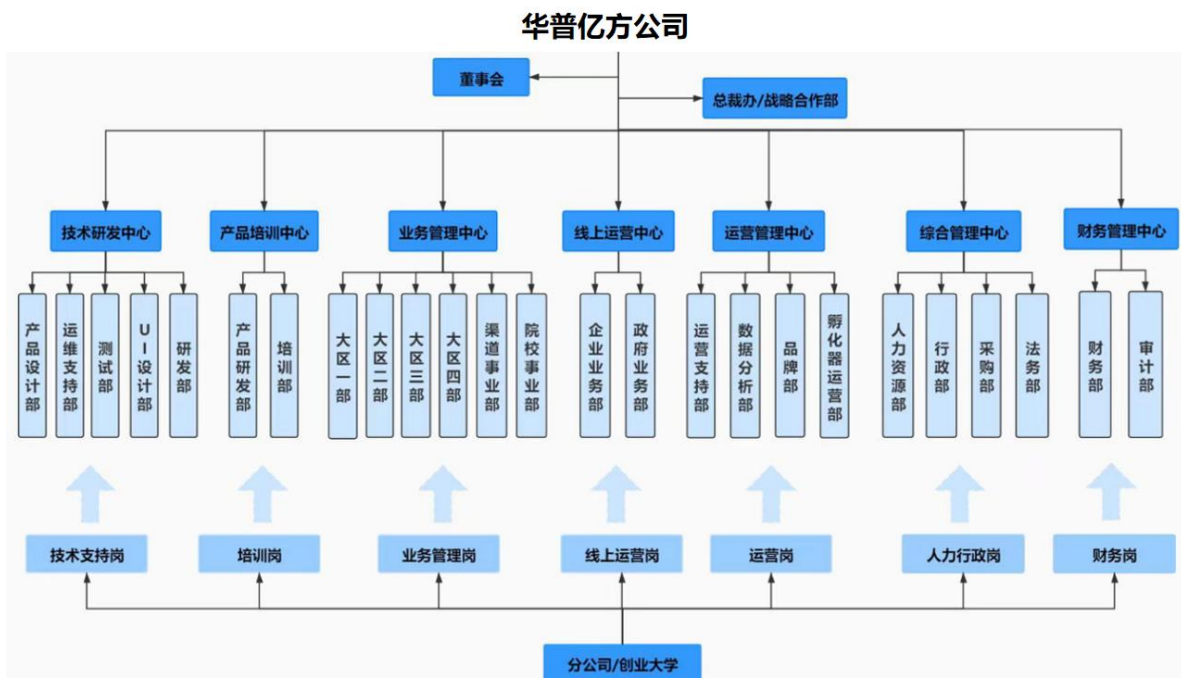 华普亿方公司
董事会
总裁办/战略合作部
技术研发中心
产品培训中心
业务管理中心
线上运营中心
运营管理中心
综合管理中心
财务管理中心
产品设计部
运维支持部
测试部
UI设计部
研发部
产品研发部
培训部
大区一部
大区二部
大区三部
大区四部
渠道事业部
院校事业部
企业业务部
政府业务部
运营支持部
数据分析部
品牌部
孵化器运营部
人力资源部
行政部
采购部
法务部
财务部
审计部
技术支持岗
培训岗
业务管理岗
线上运营岗
运营岗
人力行政岗
财务岗
分公司/创业大学